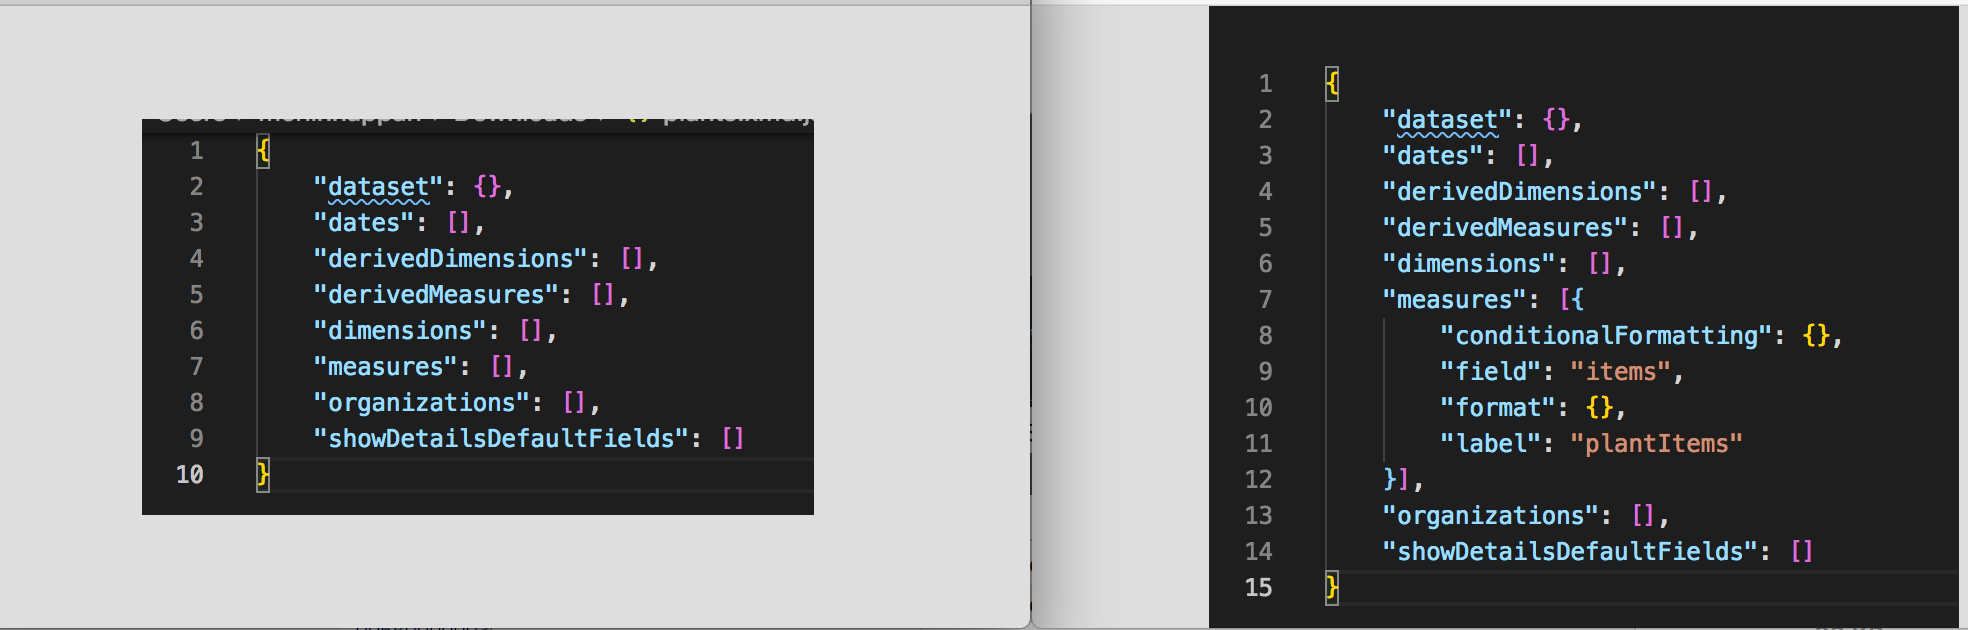 1 {
2 "dataset": {},
3 "dates": [],
4 "derivedDimensions": [],
5 "derivedMeasures": [],
6 "dimensions": [],
7 "measures": [],
8 "organizations": [],
9 "showDetailsDefaultFields": []
10 }
1 {
2 "dataset": {},
3 "dates": [],
4 "derivedDimensions": [],
5 "derivedMeasures": [],
6 "dimensions": [],
7 "measures": [{
8 "conditionalFormatting": {},
9 "field": "items",
10 "format": {},
11 "label": "plantItems"
12 }],
13 "organizations": [],
14 "showDetailsDefaultFields": []
15 }